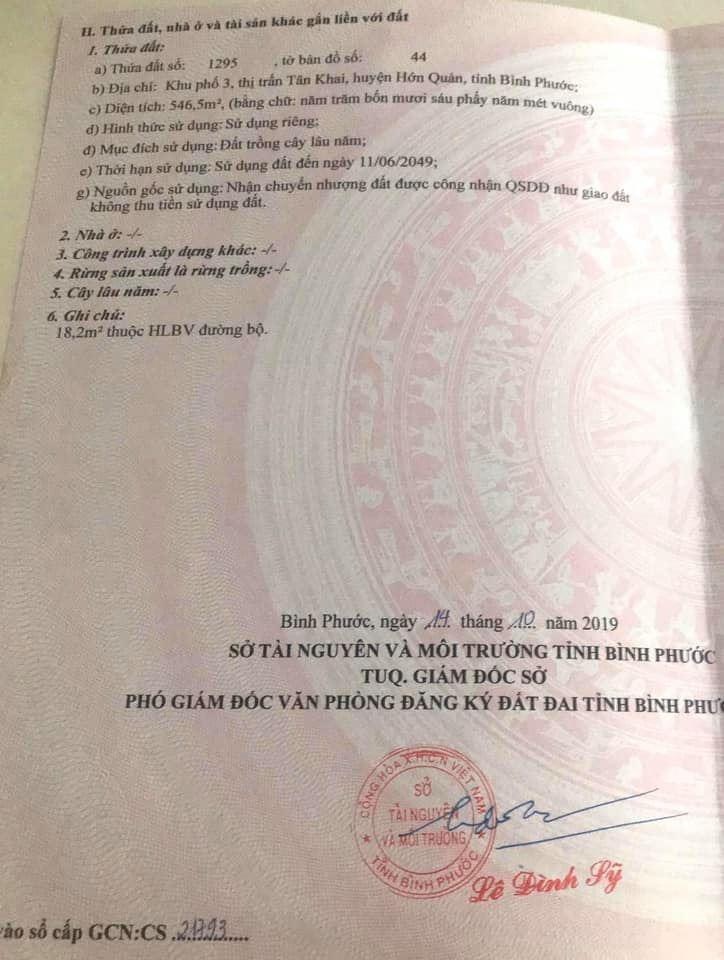 II. Thửa đất, nhà ở và tài sản khác gắn liền với đất
1. Thửa đất:
a) Thửa đất số: 1295 , tờ bản đồ số: 44
b) Địa chỉ: Khu phố 3, thị trấn Tân Khai, huyện Hớn Quản, tỉnh Bình Phước;
c) Diện tích: 546,5m², (bằng chữ: năm trăm bốn mươi sáu phẩy năm mét vuông)
d) Hình thức sử dụng: Sử dụng riêng;
đ) Mục đích sử dụng: Đất trồng cây lâu năm;
e) Thời hạn sử dụng: Sử dụng đất đến ngày 11/06/2049;
g) Nguồn gốc sử dụng: Nhận chuyển nhượng đất được công nhận QSDĐ như giao đất
không thu tiền sử dụng đất.
2. Nhà ở: -/-
3. Công trình xây dựng khác: -/-
4. Rừng sản xuất là rừng trồng: -/-
5. Cây lâu năm: -/-
6. Ghi chú:
18,2m² thuộc HLBV đường bộ.
Bình Phước, ngày 14 tháng 10 năm 2019
SỞ TÀI NGUYÊN VÀ MÔI TRƯỜNG TỈNH BÌNH PHƯỚC
TUQ. GIÁM ĐỐC SỞ
PHÓ GIÁM ĐỐC VĂN PHÒNG ĐĂNG KÝ ĐẤT ĐAI TỈNH BÌNH PHƯ
CỘNG HÒA X.H.C.N VIỆT NAM
SỞ
TÀI NGUYÊN
VÀ MÔI TRƯỜNG
TỈNH BÌNH PHƯỚC
Lê Đình Sỹ
vào sổ cấp GCN:CS 21793